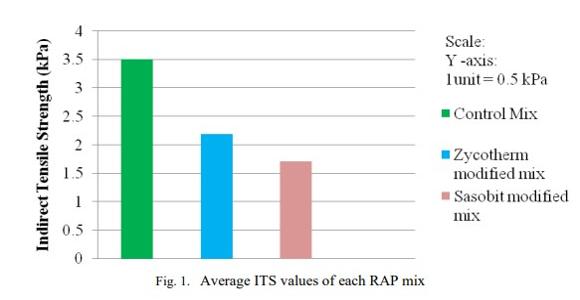 Indirect Tensile Strength (kPa)
4
3.5
3
2.5
2
1.5
1
0.5
0
Scale:
Y -axis:
1unit= 0.5 kPa
Control Mix
Zycotherm
modified mix
Sasobit modified
mix
Fig. 1. Average ITS values of each RAP mix